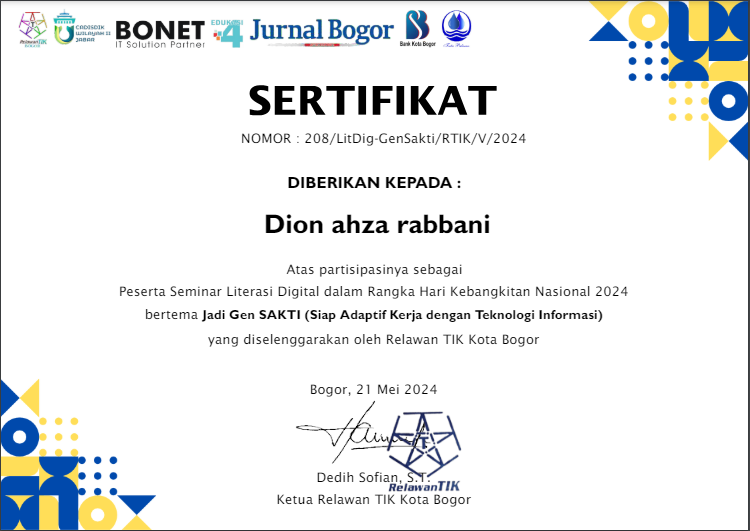 RelawanTIK
CADISDIK
WILAYAH II
JABAR
BONET
IT Solution Partner
EDUKASI
4
Jurnal Bogor
Bank Kota Bogor
SERTIFIKAT
NOMOR : 208/LitDig-GenSakti/RTIK/V/2024
DIBERIKAN KEPADA :
Dion ahza rabbani
Atas partisipasinya sebagai
Peserta Seminar Literasi Digital dalam Rangka Hari Kebangkitan Nasional 2024
bertema Jadi Gen SAKTI (Siap Adaptif Kerja dengan Teknologi Informasi)
yang diselenggarakan oleh Relawan TIK Kota Bogor
Bogor, 21 Mei 2024
Dedih Sofian, S.T.
RelawanTIK
Ketua Relawan TIK Kota Bogor